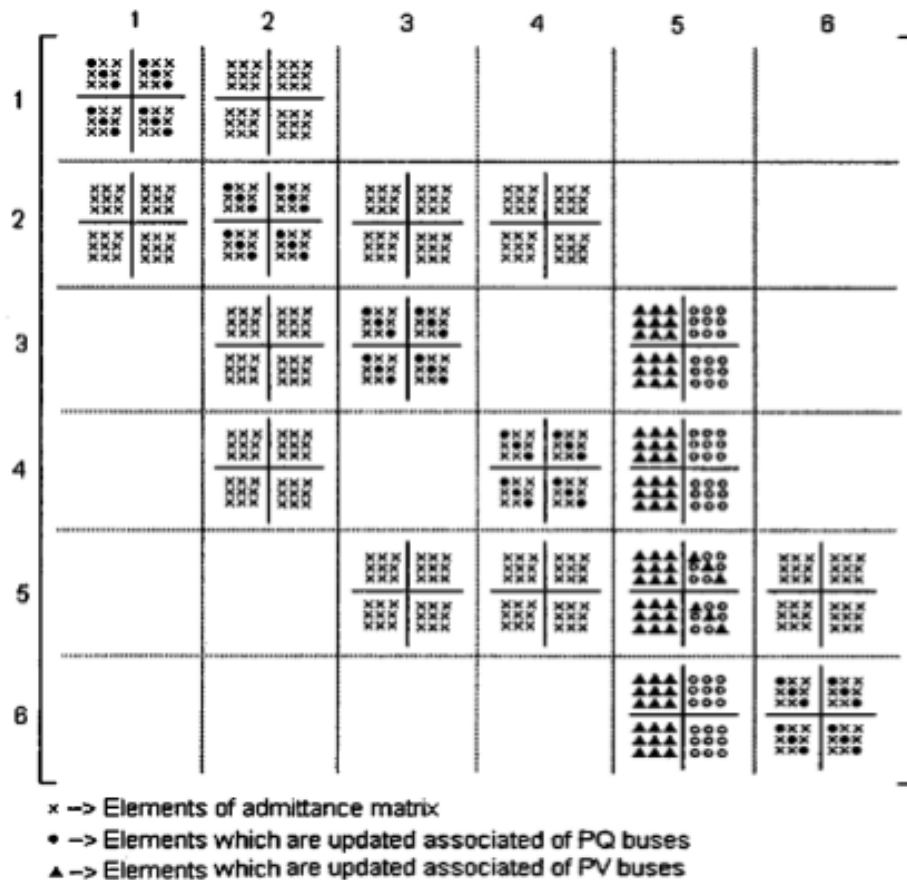 1 2 3 4 5 6
1
2
3
4
5
6
x --> Elements of admittance matrix
● --> Elements which are updated associated of PQ buses
▲ --> Elements which are updated associated of PV buses